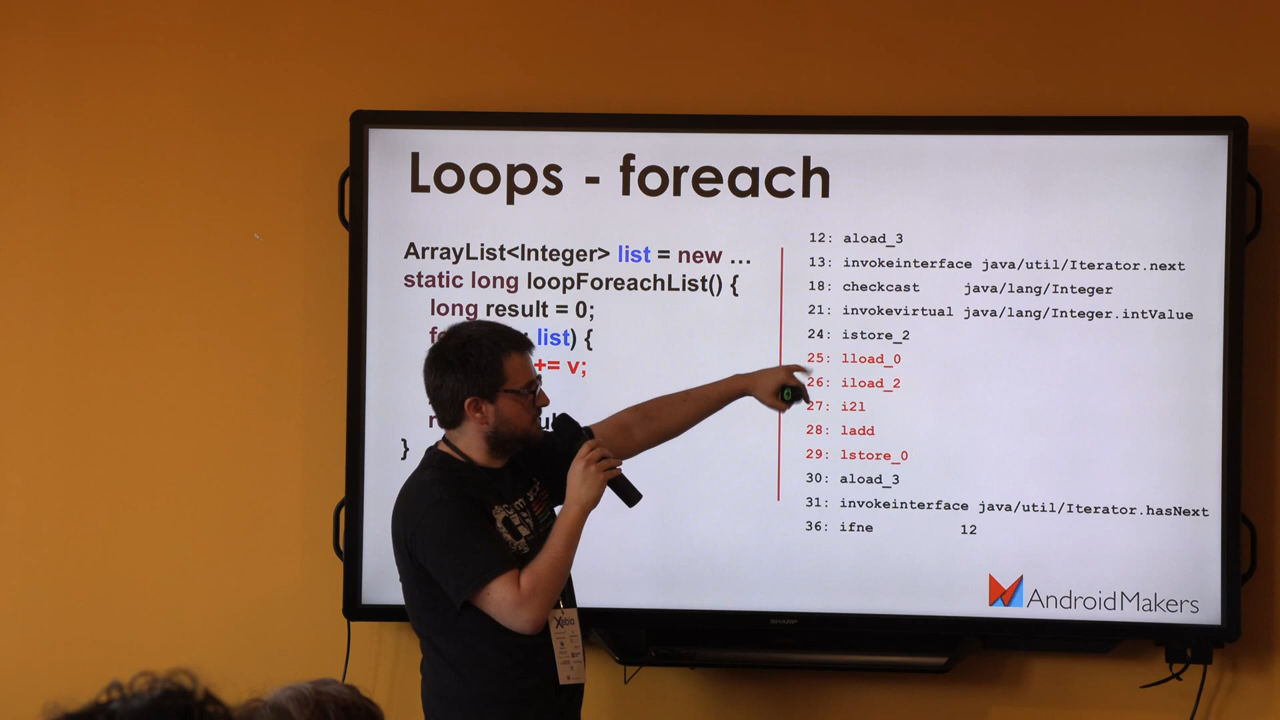 Loops - foreach
ArrayList<Integer> list = new …
static long loopForeachList() {
long result = 0;
list) {
+= v;
}
12: aload_3
13: invokeinterface java/util/Iterator.next
18: checkcast java/lang/Integer
21: invokevirtual java/lang/Integer.intValue
24: istore_2
25: lload_0
26: iload_2
27: i2l
28: ladd
29: lstore_0
30: aload_3
31: invokeinterface java/util/Iterator.hasNext
36: ifne 12
AndroidMakers
SHARP
Xebia